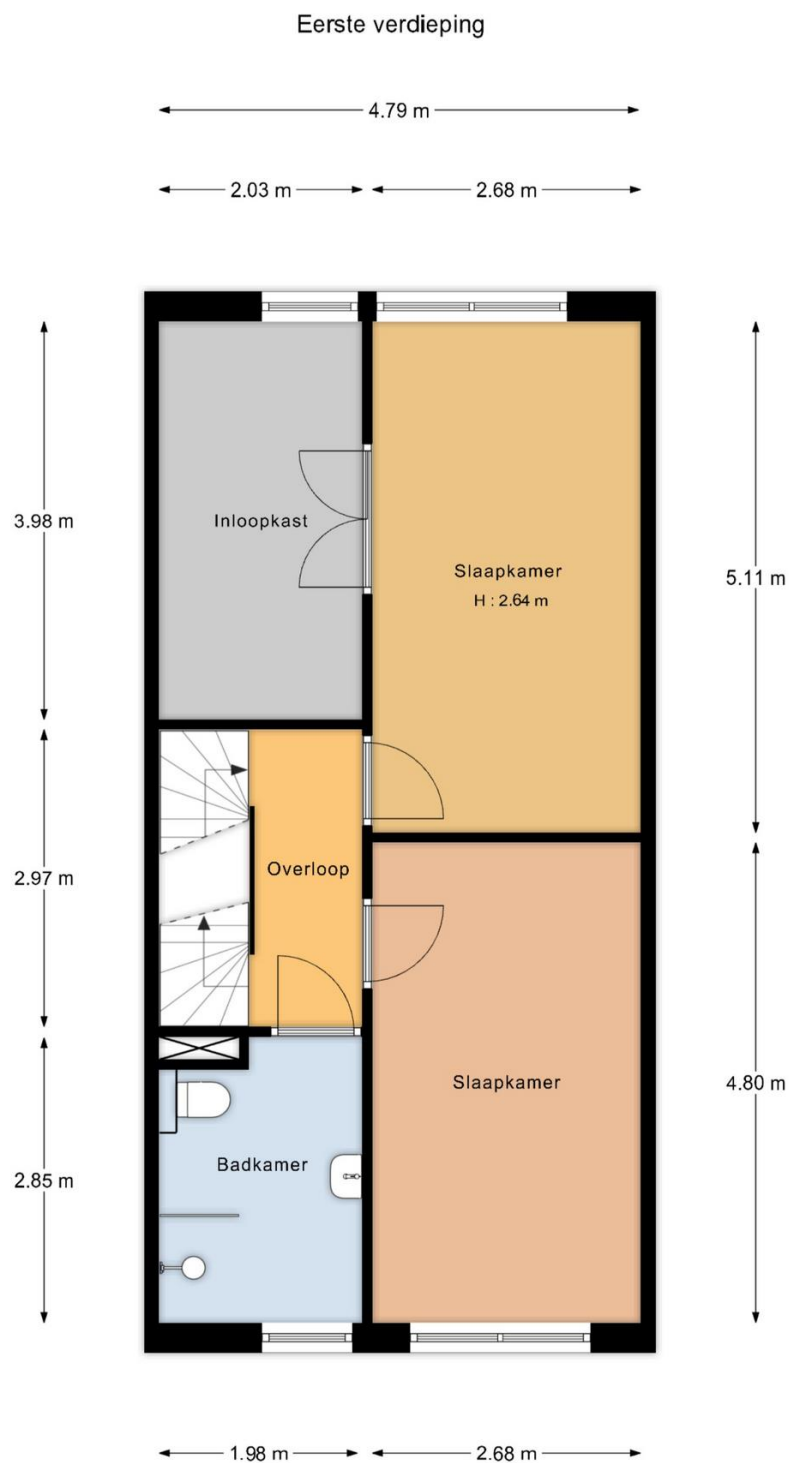 Eerste verdieping
4.79 m
2.03 m
2.68 m
3.98 m
Inloopkast
Slaapkamer
H : 2.64 m
5.11 m
2.97 m
Overloop
Slaapkamer
4.80 m
Badkamer
2.85 m
1.98 m
2.68 m